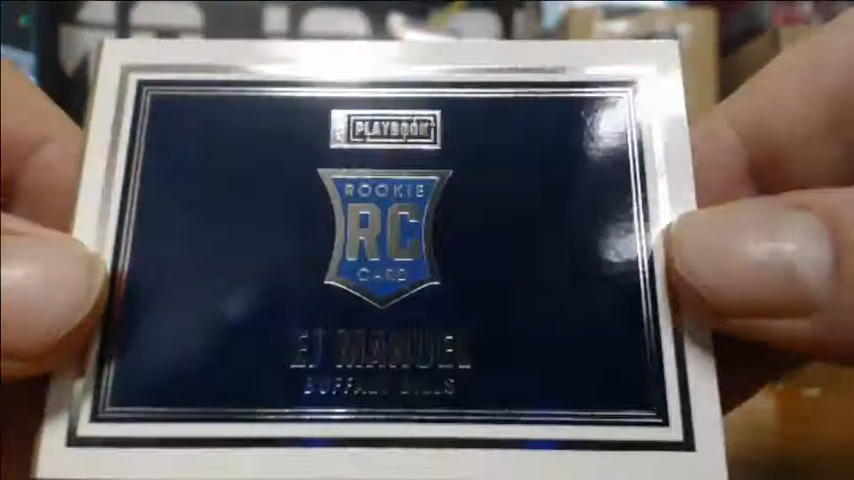 PLAYBOOK
ROOKIE
RC
CARD
EJ MANUEL
BUFFALO BILLS